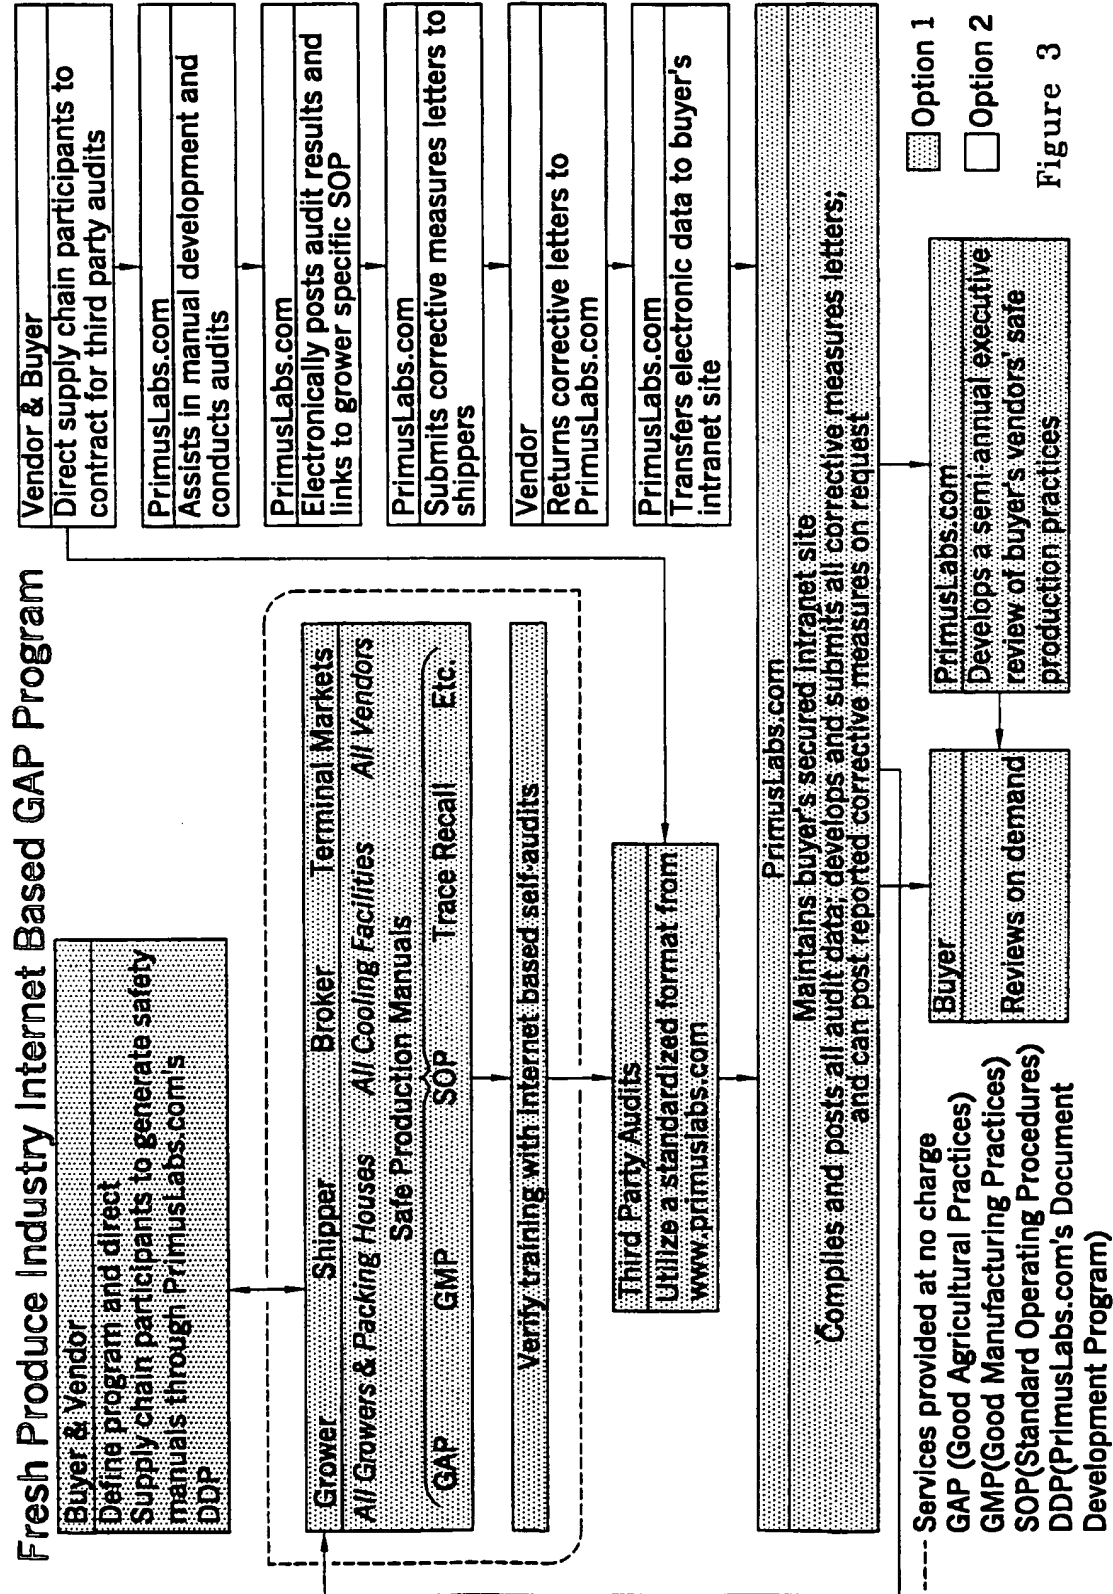 Fresh Produce Industry Internet Based GAP Program
Buyer & Vendor
Define program and direct
Supply chain participants to generate safety
manuals through PrimusLabs.com's
DDP
Grower Shipper Broker Terminal Markets
All Growers & Packing Houses All Cooling Facilities All Vendors
Safe Production Manuals
GAP GMP SOP Trace Recall Etc.
Verify training with Internet based self-audits
Third Party Audits
Utilize a standardized format from
www.primuslabs.com
Vendor & Buyer
Direct supply chain participants to
contract for third party audits
PrimusLabs.com
Assists in manual development and
conducts audits
PrimusLabs.com
Electronically posts audit results and
links to grower specific SOP
PrimusLabs.com
Submits corrective measures letters to
shippers
Vendor
Returns corrective letters to
PrimusLabs.com
PrimusLabs.com
Transfers electronic data to buyer's
intranet site
PrimusLabs.com
Maintains buyer's secured intranet site
Compiles and posts all audit data; develops and submits all corrective measures letters;
and can post reported corrective measures on request
Buyer
Reviews on demand
PrimusLabs.com
Develops a semi-annual executive
review of buyer's vendors' safe
production practices
---- Services provided at no charge
GAP (Good Agricultural Practices)
GMP(Good Manufacturing Practices)
SOP(Standard Operating Procedures)
DDP(PrimusLabs.com's Document
Development Program)
Option 1
Option 2
Figure 3